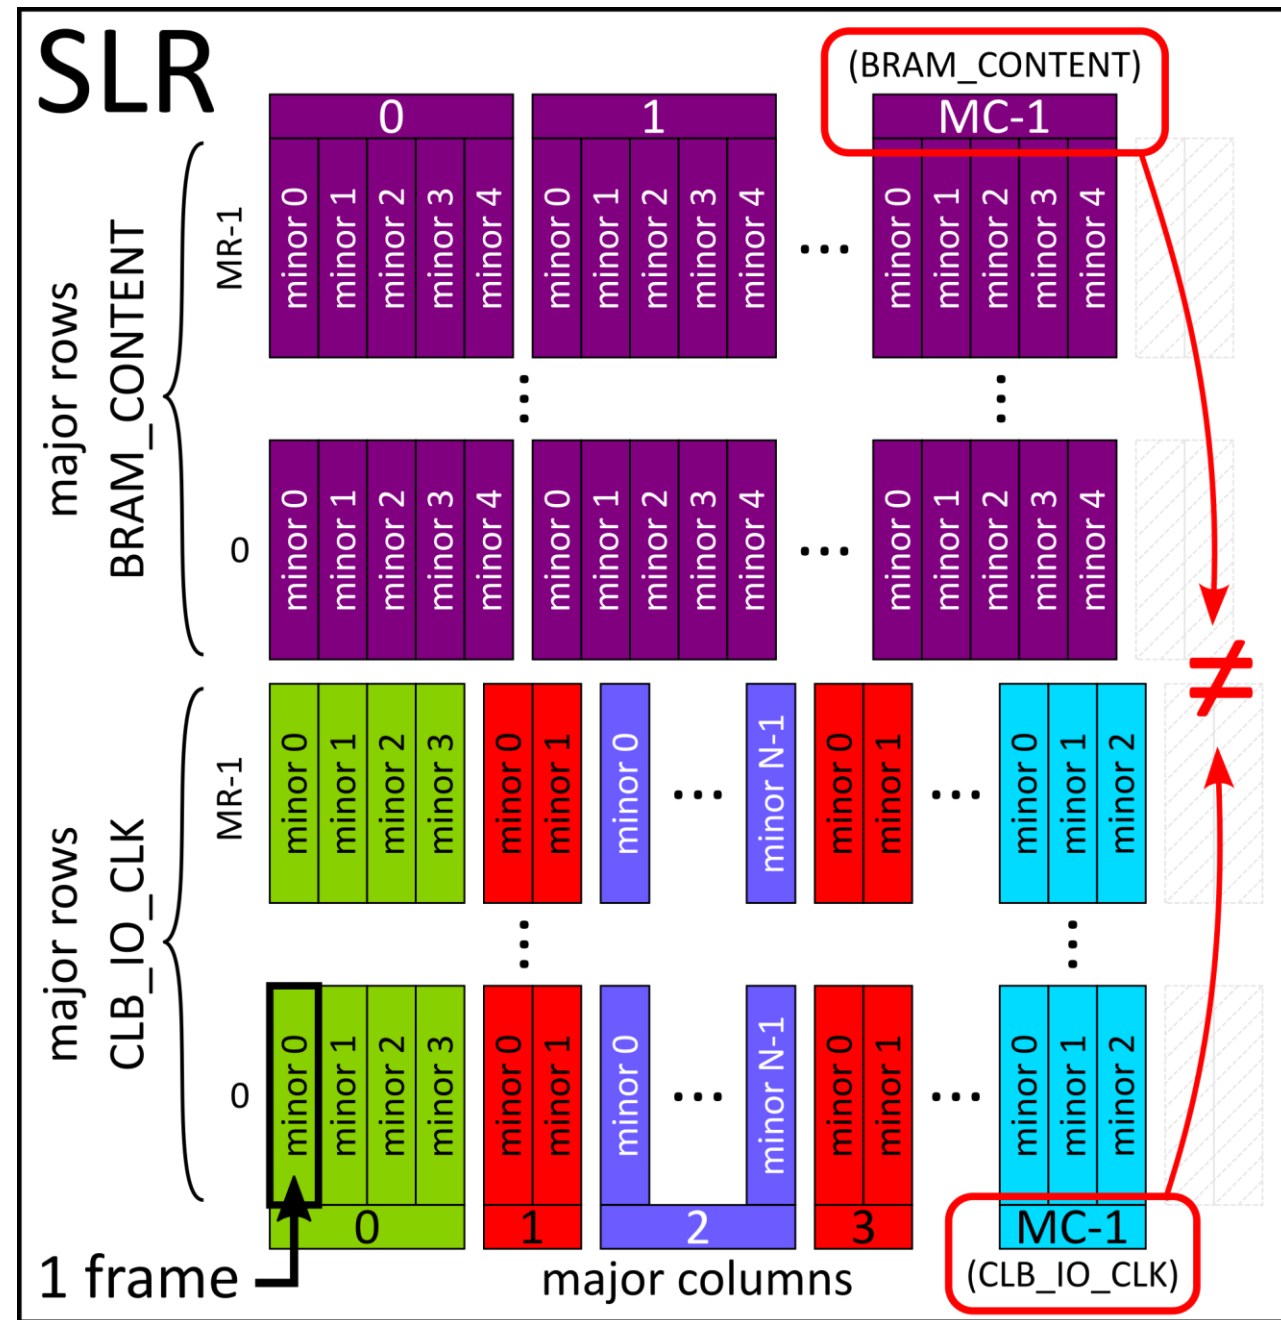 SLR
(BRAM_CONTENT)
0 1 MC-1
major rows
BRAM_CONTENT
MR-1
minor 0 minor 1 minor 2 minor 3 minor 4 minor 0 minor 1 minor 2 minor 3 minor 4 ... minor 0 minor 1 minor 2 minor 3 minor 4
0
minor 0 minor 1 minor 2 minor 3 minor 4 minor 0 minor 1 minor 2 minor 3 minor 4 ... minor 0 minor 1 minor 2 minor 3 minor 4
≠
major rows
CLB_IO_CLK
MR-1
minor 0 minor 1 minor 2 minor 3 minor 0 minor 1 minor 0 ... minor N-1 minor 0 minor 1 ... minor 0 minor 1 minor 2
0
minor 0 minor 1 minor 2 minor 3 minor 0 minor 1 minor 0 ... minor N-1 minor 0 minor 1 ... minor 0 minor 1 minor 2
0 1 2 3 MC-1
1 frame
major columns
(CLB_IO_CLK)